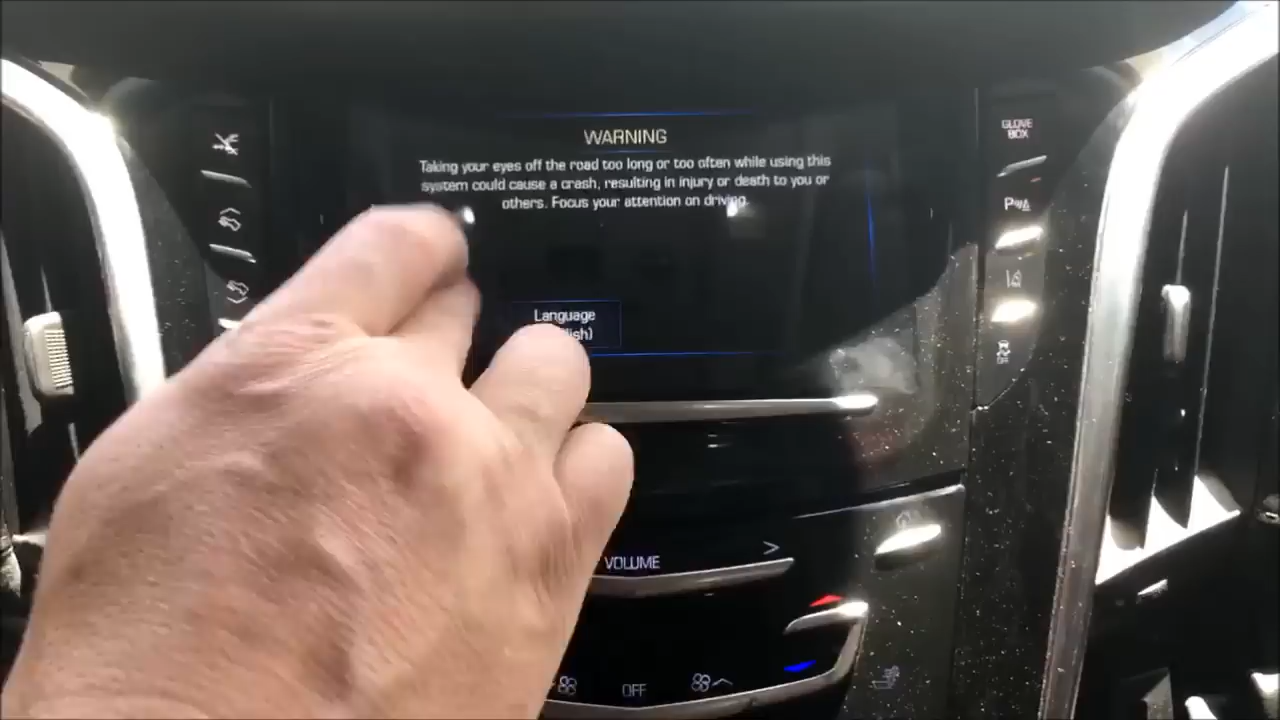 WARNING
Taking your eyes off the road too long or too often while using this
system could cause a crash, resulting in injury or death to you or
others. Focus your attention on driving.
Language
GLOVE
BOX
P
OFF
VOLUME
OFF